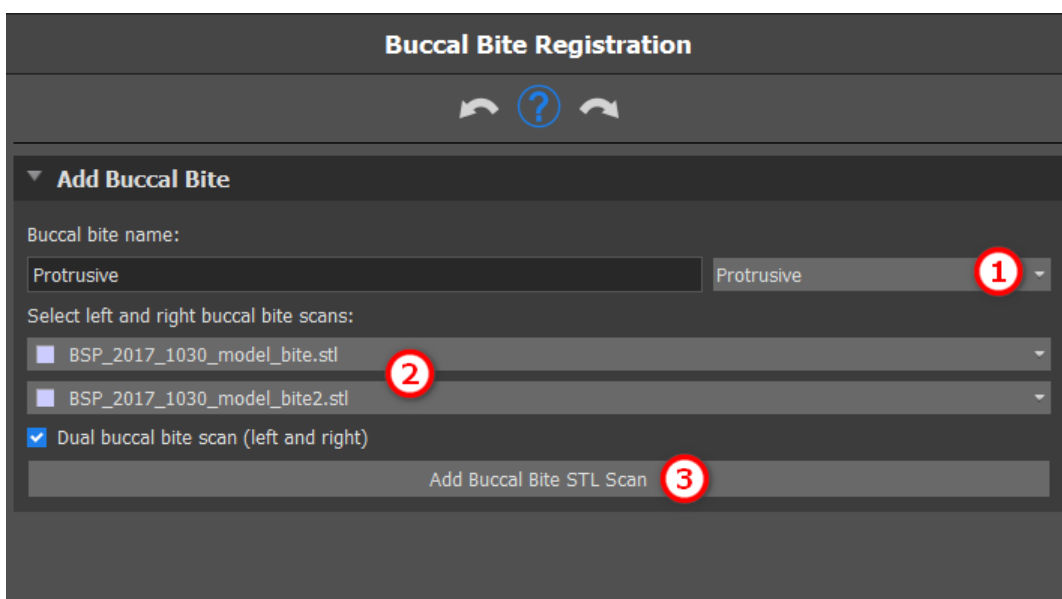 Buccal Bite Registration
?
Add Buccal Bite
Buccal bite name:
Protrusive Protrusive 1
Select left and right buccal bite scans:
BSP_2017_1030_model_bite.stl
2
BSP_2017_1030_model_bite2.stl
Dual buccal bite scan (left and right)
Add Buccal Bite STL Scan 3